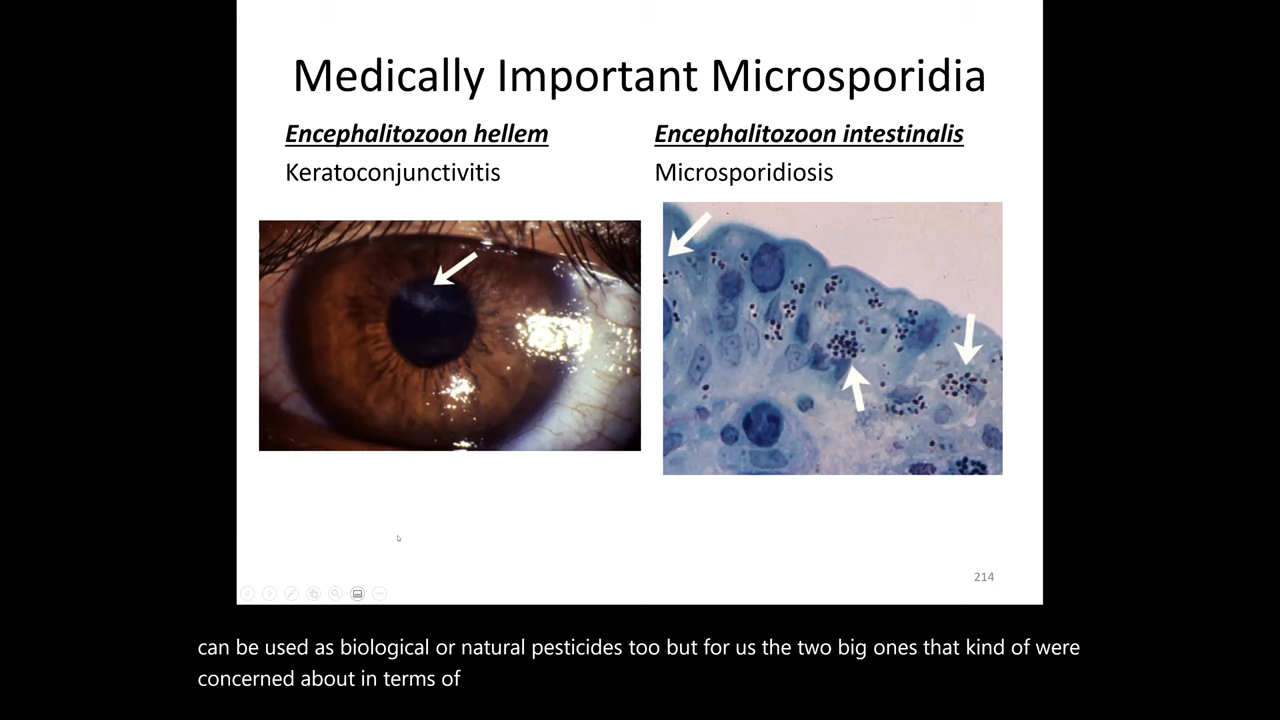 Medically Important Microsporidia
Encephalitozoon hellem
Keratoconjunctivitis
Encephalitozoon intestinalis
Microsporidiosis
214
can be used as biological or natural pesticides too but for us the two big ones that kind of were
concerned about in terms of